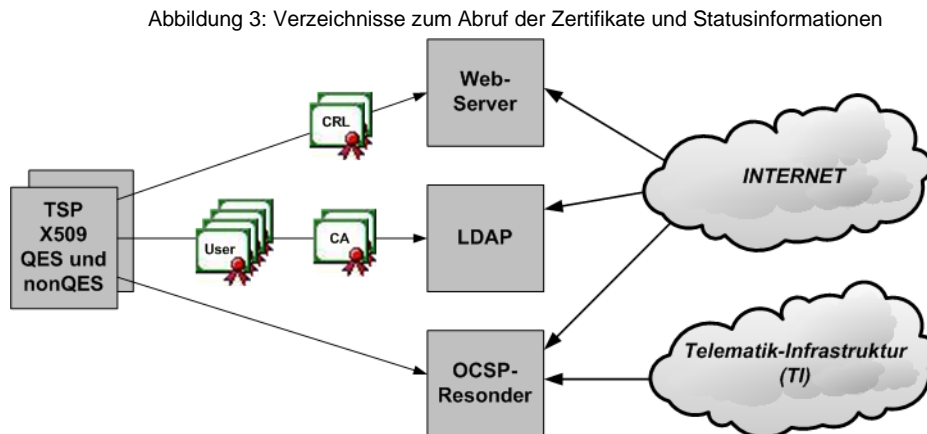 Abbildung 3: Verzeichnisse zum Abruf der Zertifikate und Statusinformationen
Web-
Server
CRL
INTERNET
TSP
X509
QES und
nonQES
User
CA
LDAP
OCSP-
Resonder
Telematik-Infrastruktur
(TI)